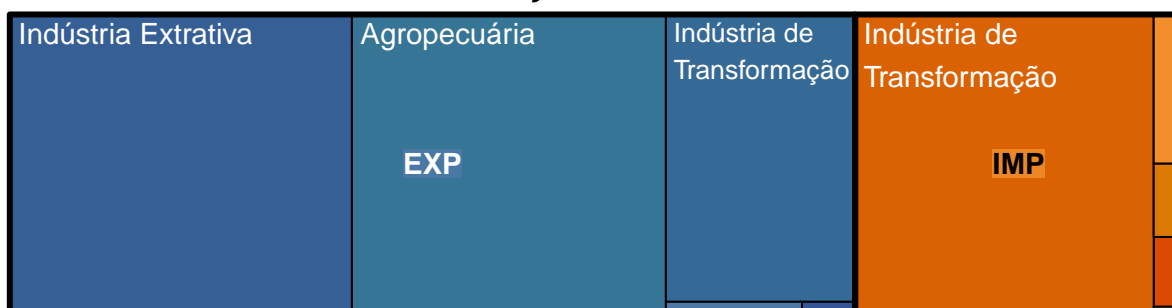 Indústria Extrativa
Agropecuária
Indústria de
Transformação
Indústria de
Transformação
EXP
IMP